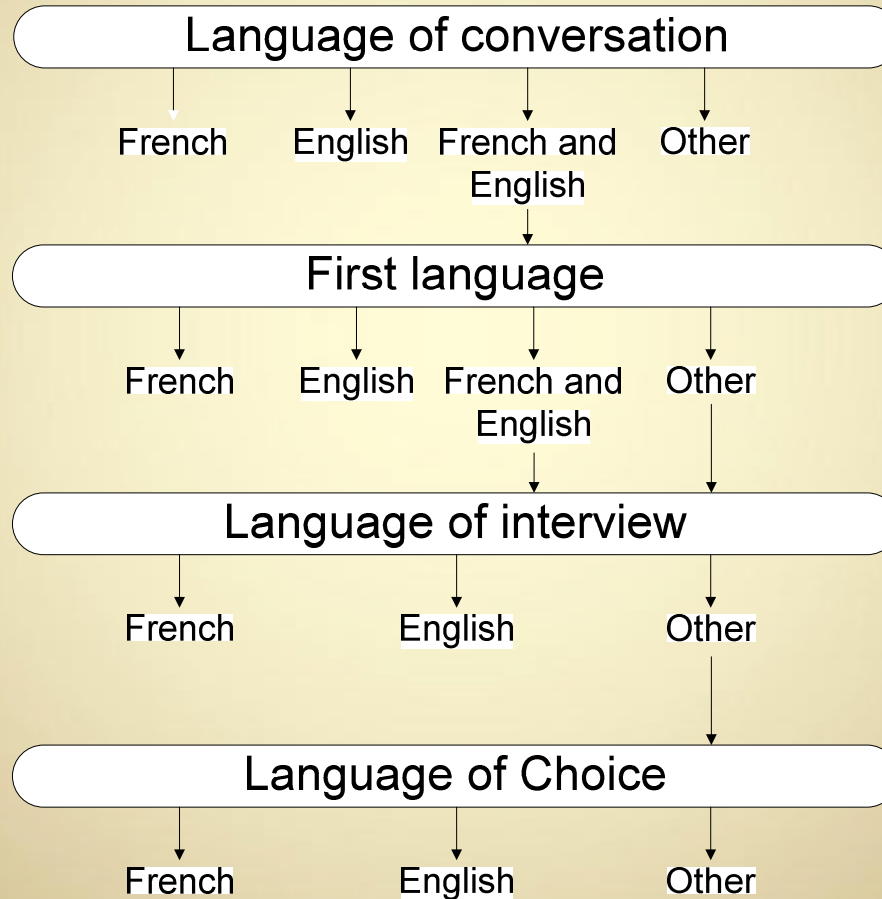 Language of conversation
French English French and Other
English
First language
French English French and Other
English
Language of interview
French English Other
Language of Choice
French English Other